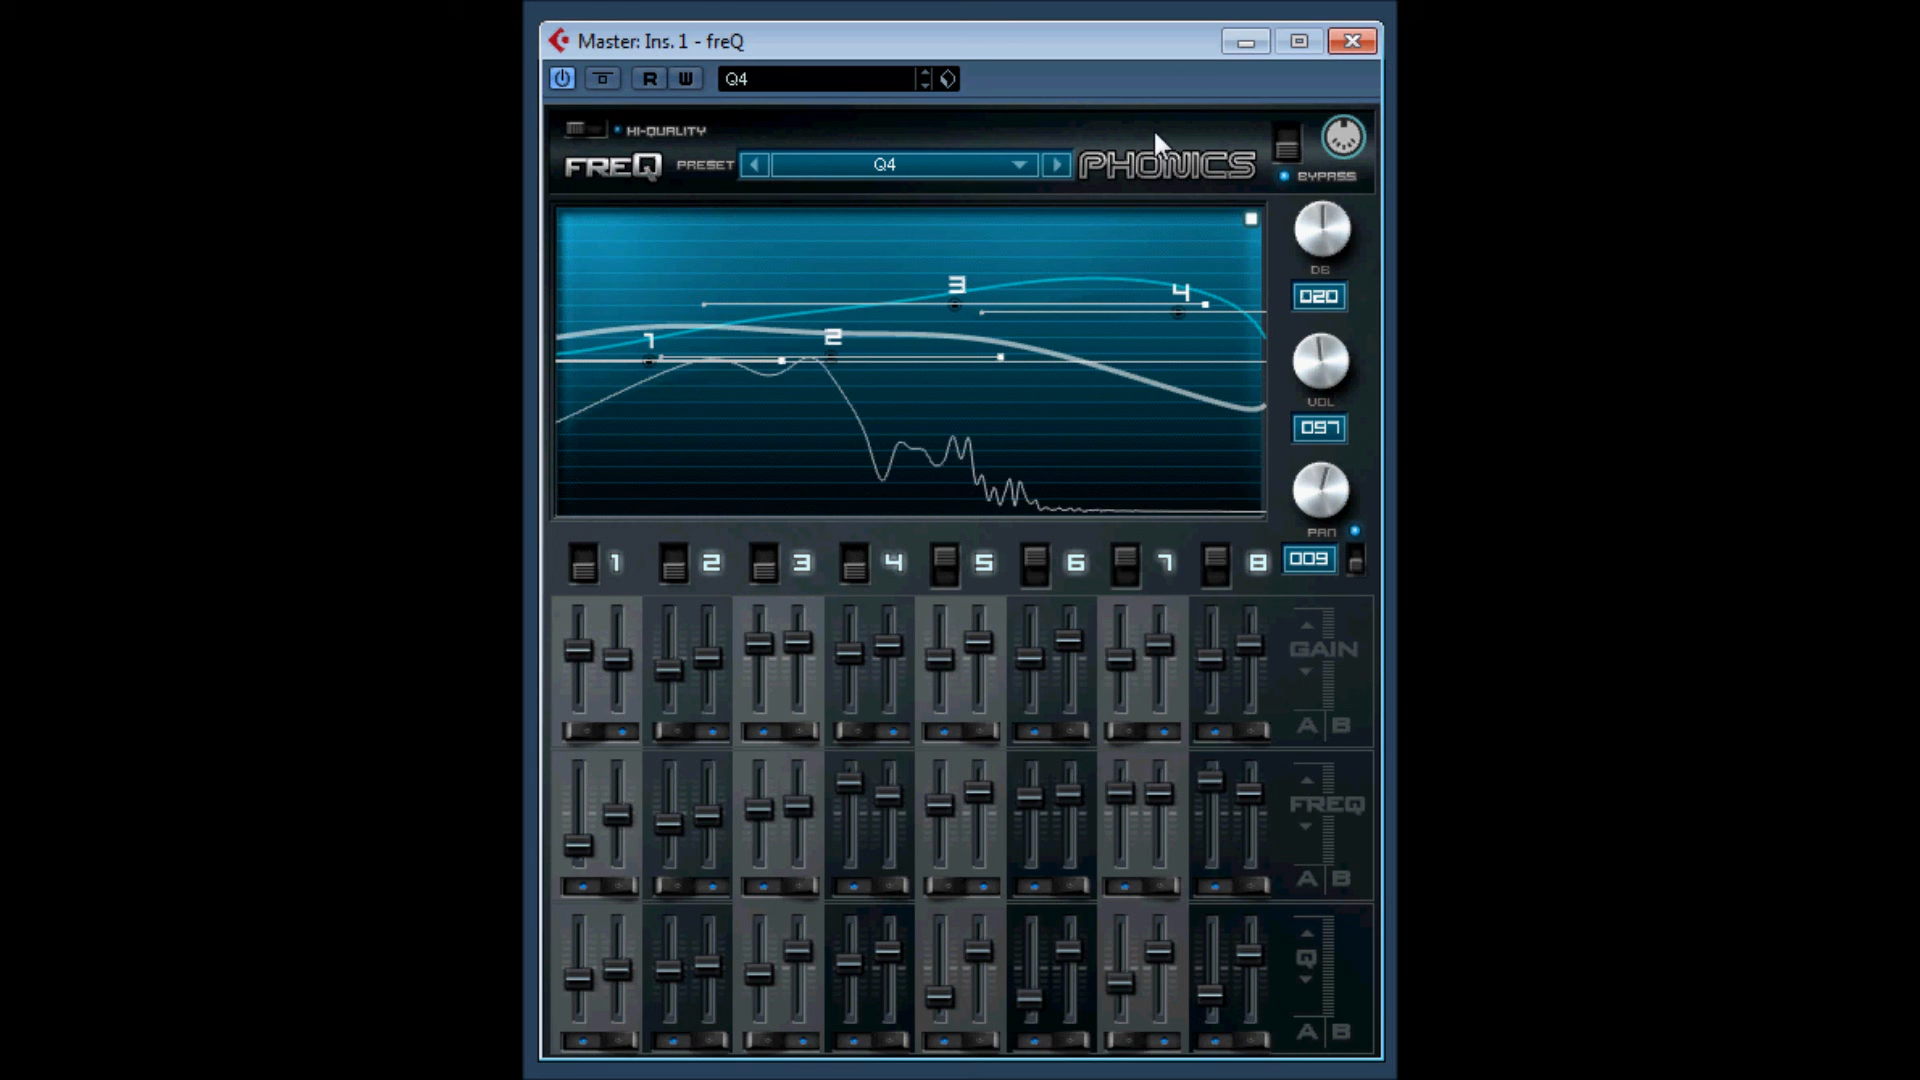 Master: Ins. 1 - freQ
R W Q4
HI-QUALITY
FREQ PRESET Q4 PHONICS
BYPASS
DB
020
VOL
097
PAN
009
1 2 3 4
1 2 3 4 5 6 7 8
GAIN
A|B
FREQ
A|B
Q
A|B